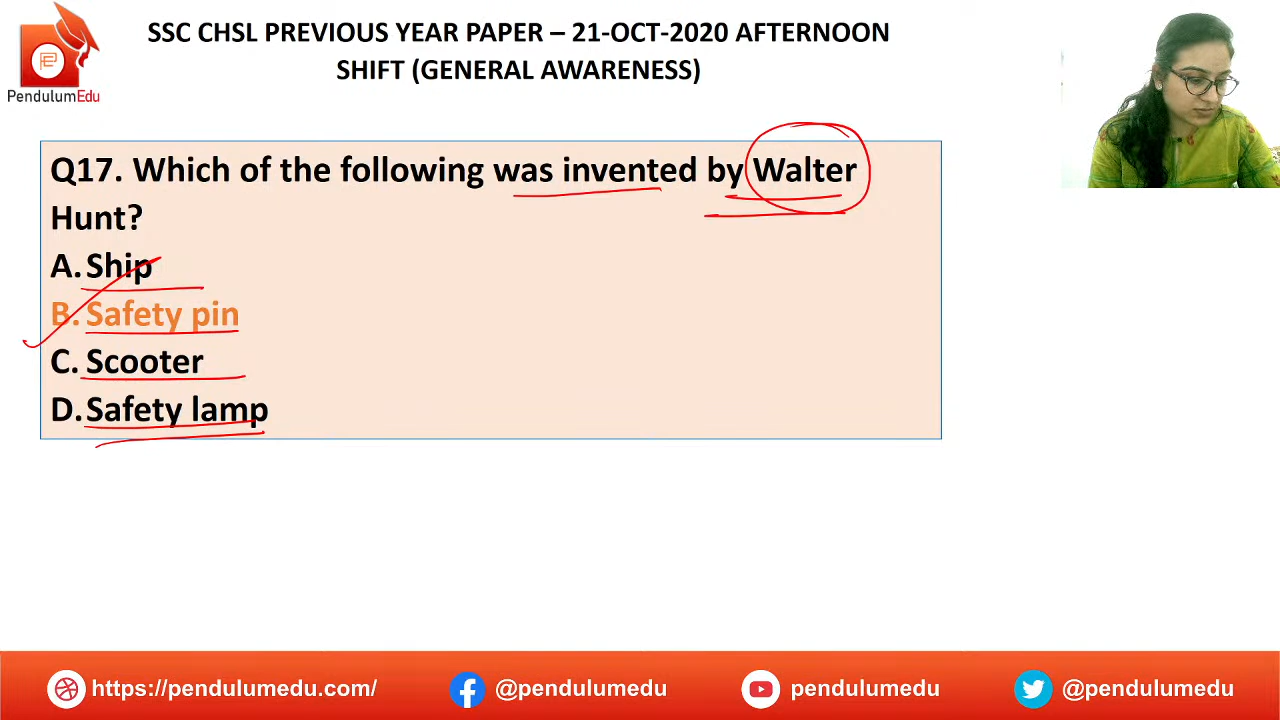 SSC CHSL PREVIOUS YEAR PAPER – 21-OCT-2020 AFTERNOON
SHIFT (GENERAL AWARENESS)
PE
PendulumEdu
Q17. Which of the following was invented by Walter
Hunt?
A. Ship
B. Safety pin
C. Scooter
D. Safety lamp
https://pendulumedu.com/
@pendulumedu
pendulumedu
@pendulumedu